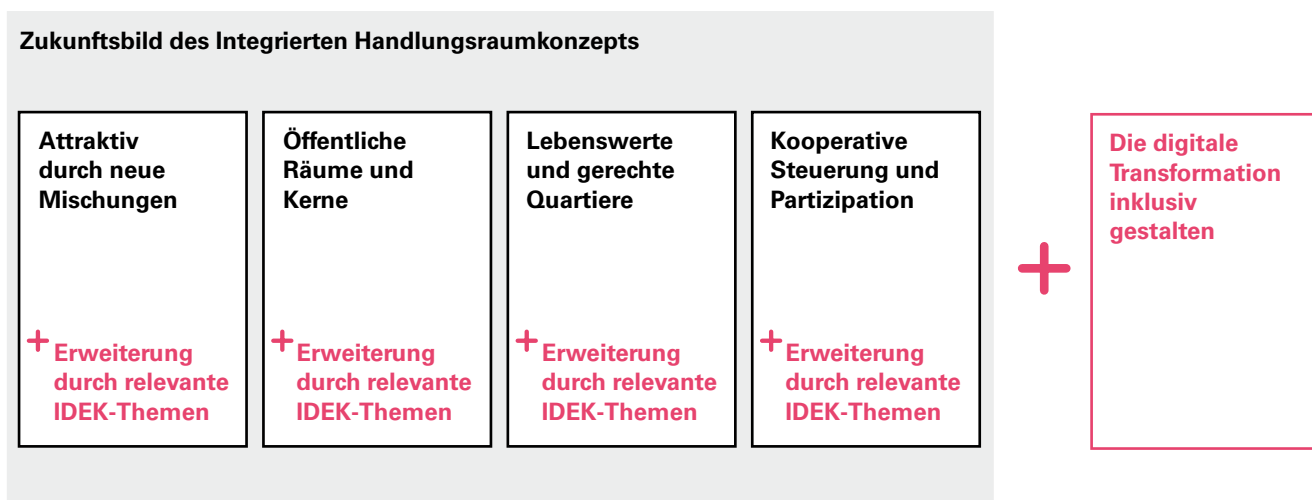 Zukunftsbild des Integrierten Handlungsraumkonzepts
Attraktiv
durch neue
Mischungen
+ Erweiterung
durch relevante
IDEK-Themen
Öffentliche
Räume und
Kerne
+ Erweiterung
durch relevante
IDEK-Themen
Lebenswerte
und gerechte
Quartiere
+ Erweiterung
durch relevante
IDEK-Themen
Kooperative
Steuerung und
Partizipation
+ Erweiterung
durch relevante
IDEK-Themen
+
Die digitale
Transformation
inklusiv
gestalten